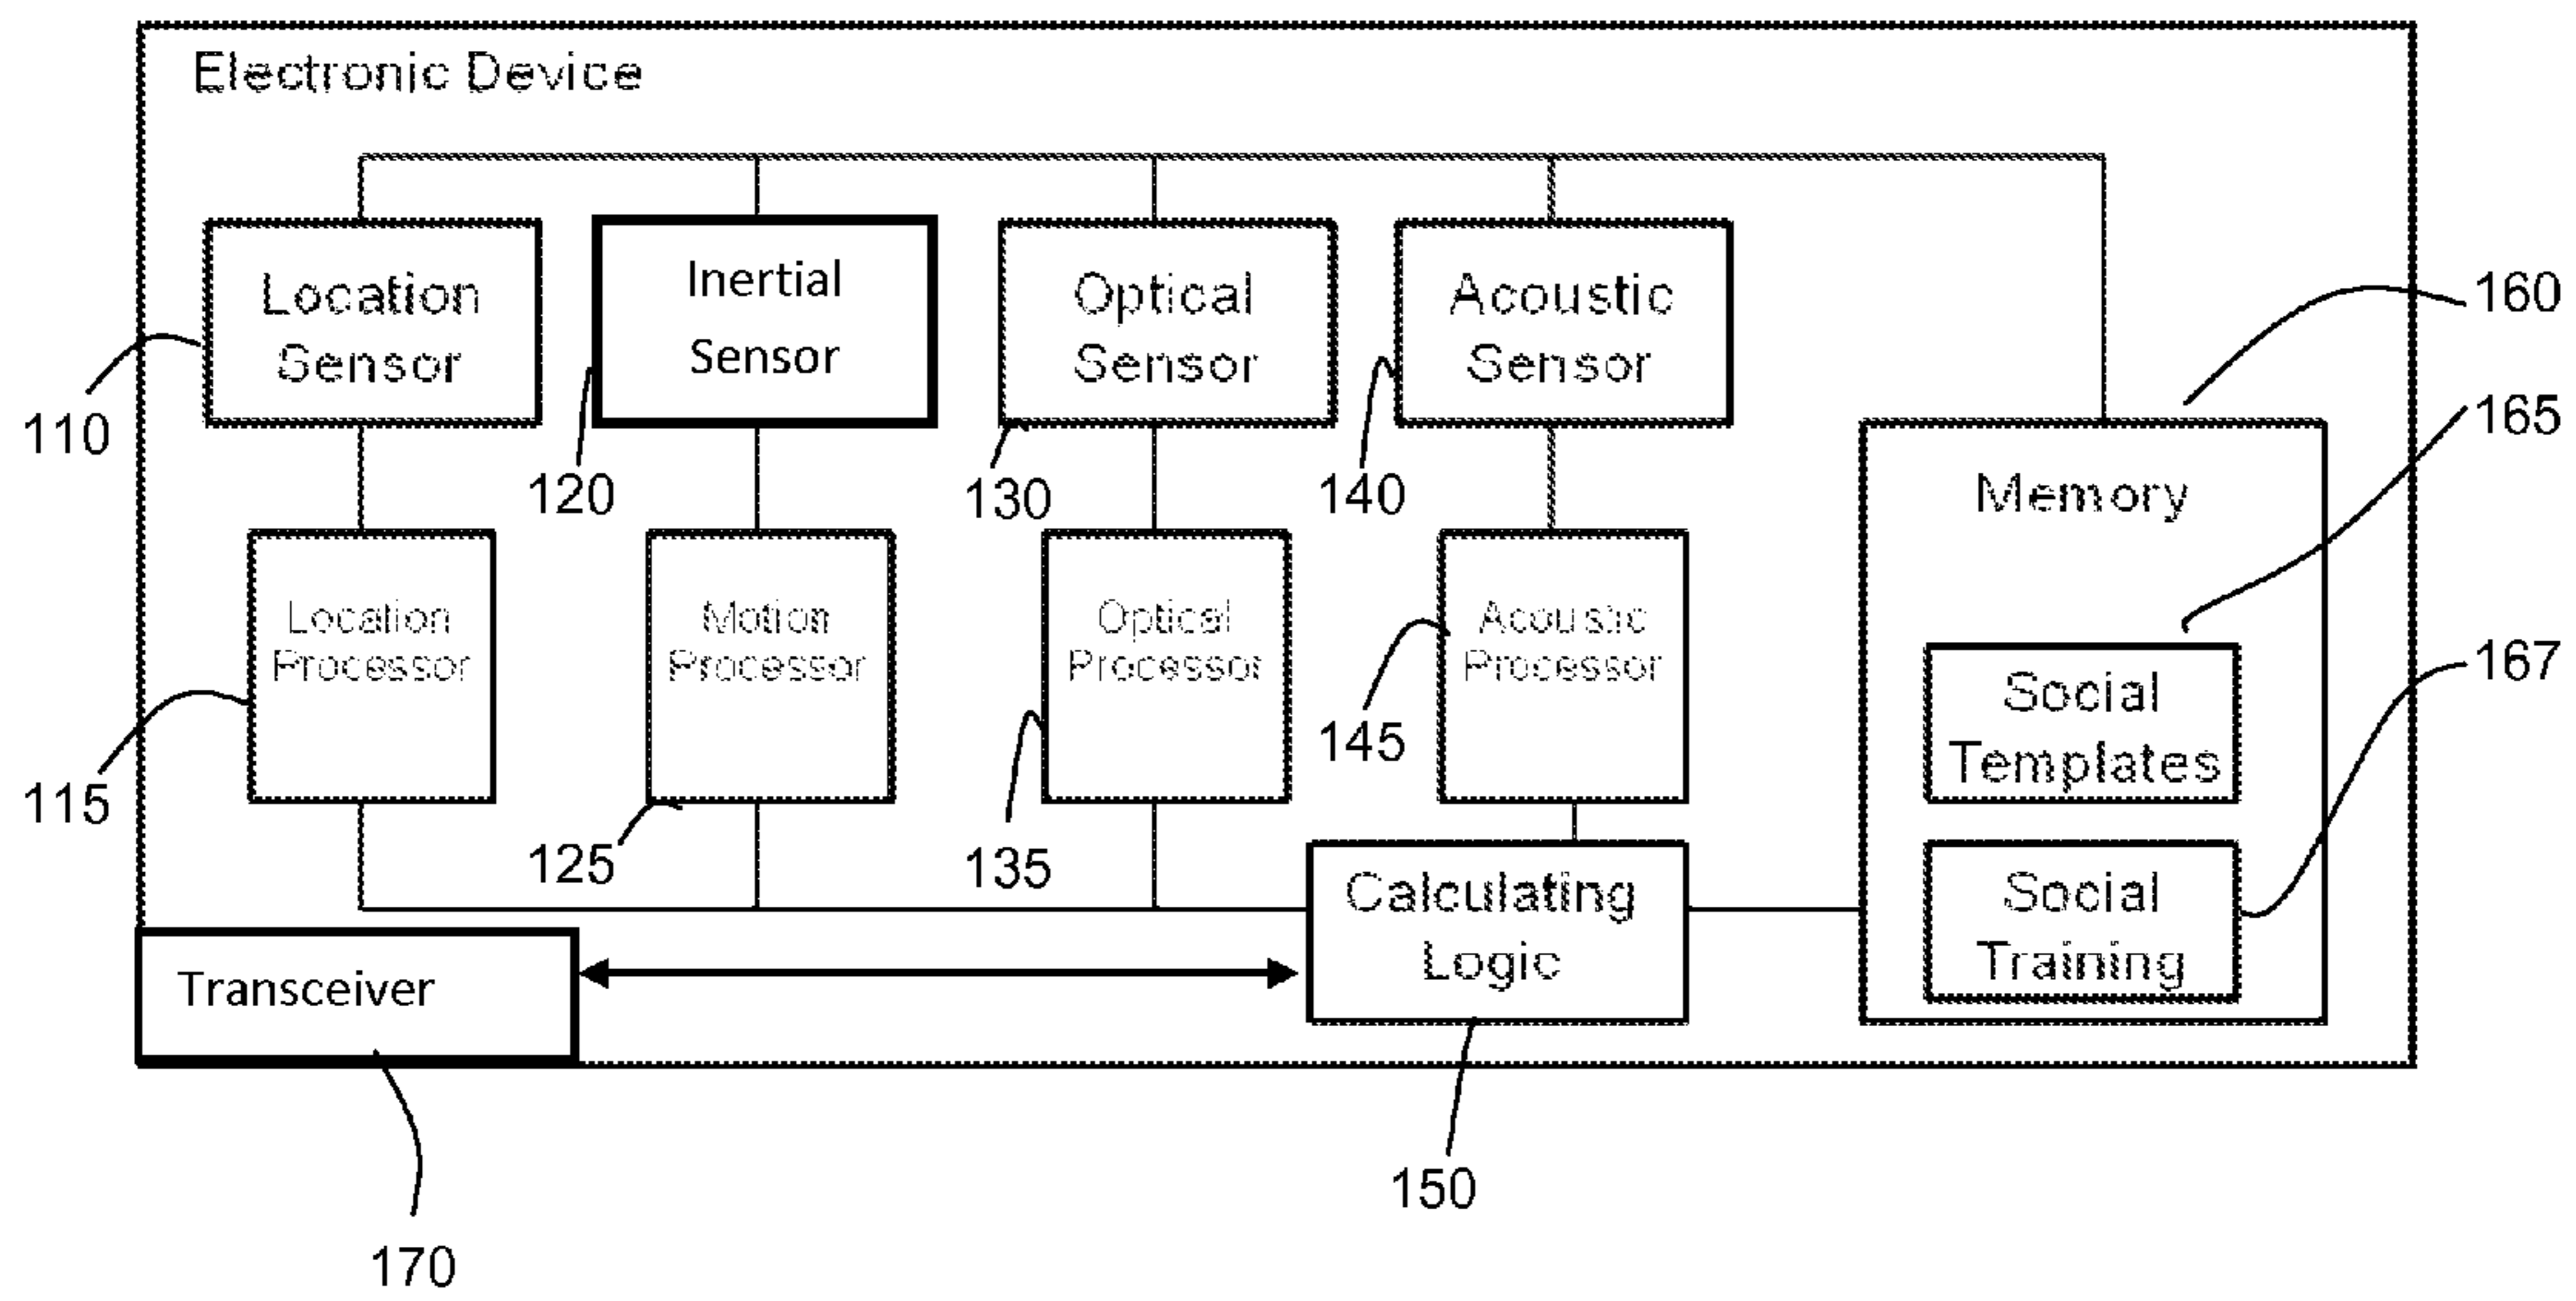 Electronic Device
Location
Sensor
Inertial
Sensor
Optical
Sensor
Acoustic
Sensor
160
165
110
120
130
140
Memory
Location
Processor
Motion
Processor
Optical
Processor
Acoustic
Processor
167
Social
Templates
115
125
135
145
Calculating
Logic
Social
Training
Transceiver
150
170